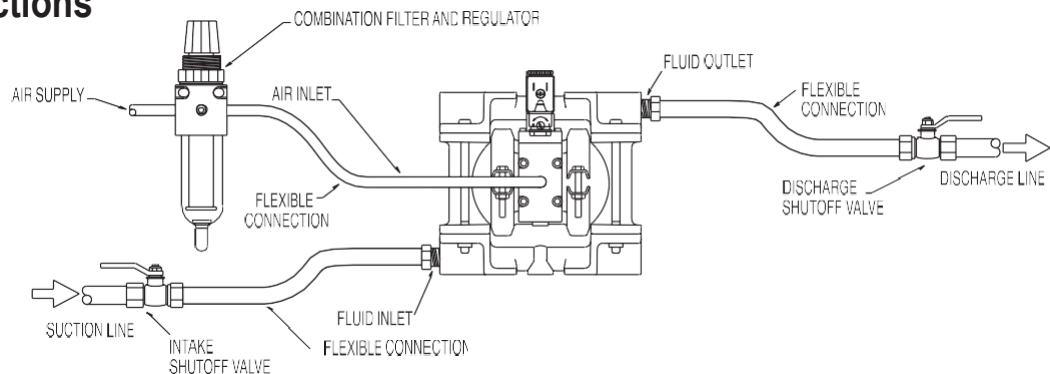 ctions
COMBINATION FILTER AND REGULATOR
AIR SUPPLY
AIR INLET
FLUID OUTLET
FLEXIBLE
CONNECTION
FLEXIBLE
CONNECTION
DISCHARGE
SHUTOFF VALVE
DISCHARGE LINE
SUCTION LINE
INTAKE
SHUTOFF VALVE
FLUID INLET
FLEXIBLE CONNECTION